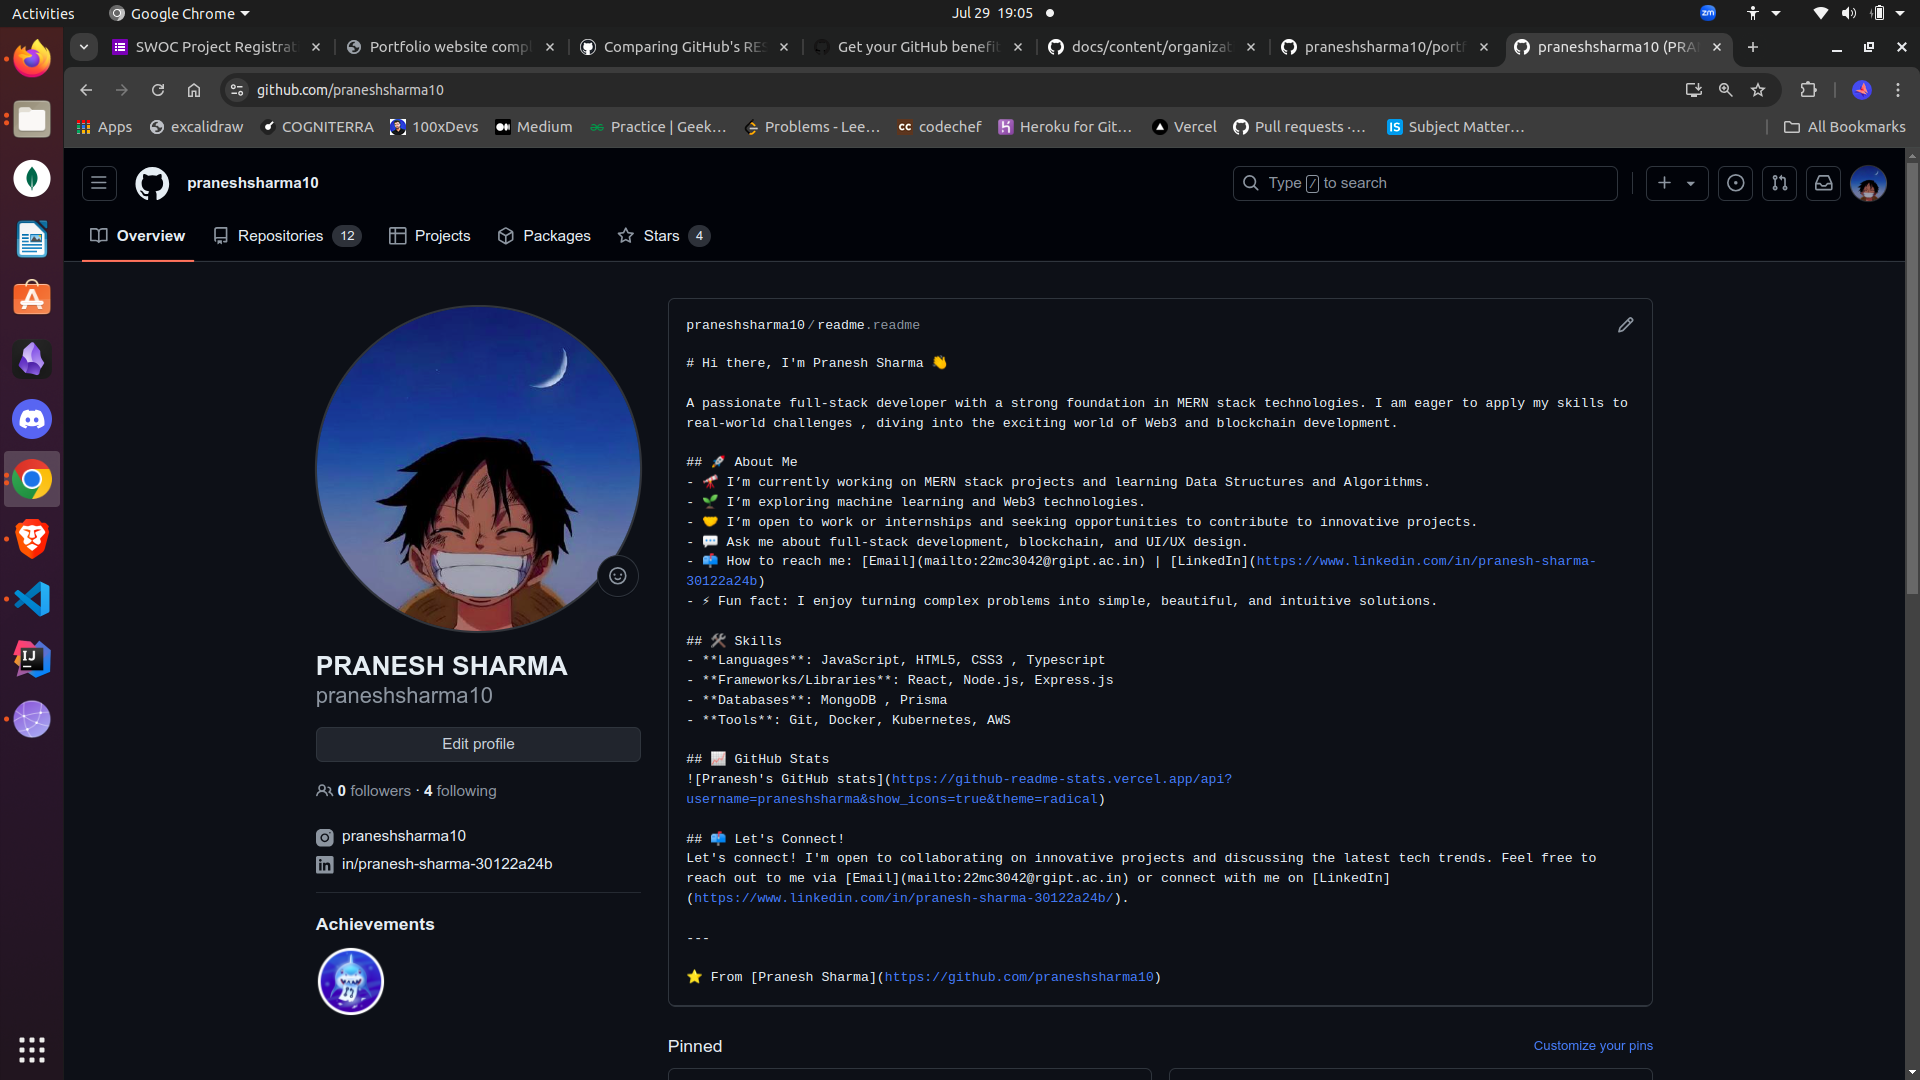 Activities
Google Chrome
Jul 29 19:05
zm
SWOC Project Registrat
Portfolio website compl
Comparing GitHub's RES
Get your GitHub benefit
docs/content/organizat
praneshsharma10/portf
praneshsharma10 (PRA
github.com/praneshsharma10
Apps
excalidraw
COGNITERRA
100xDevs
Medium
Practice | Geek…
Problems - Lee…
codechef
Heroku for Git…
Vercel
Pull requests ·…
Subject Matter…
All Bookmarks
praneshsharma10
Type / to search
Overview
Repositories 12
Projects
Packages
Stars 4
PRANESH SHARMA
praneshsharma10
Edit profile
0 followers · 4 following
praneshsharma10
in/pranesh-sharma-30122a24b
Achievements
praneshsharma10/readme.readme
# Hi there, I'm Pranesh Sharma 👋
A passionate full-stack developer with a strong foundation in MERN stack technologies. I am eager to apply my skills to
real-world challenges , diving into the exciting world of Web3 and blockchain development.
## 🚀 About Me
- 🔭 I’m currently working on MERN stack projects and learning Data Structures and Algorithms.
- 🌱 I’m exploring machine learning and Web3 technologies.
- 🤝 I’m open to work or internships and seeking opportunities to contribute to innovative projects.
- 💬 Ask me about full-stack development, blockchain, and UI/UX design.
- 📫 How to reach me: [Email](mailto:22mc3042@rgipt.ac.in) | [LinkedIn](https://www.linkedin.com/in/pranesh-sharma-
30122a24b)
- ⚡ Fun fact: I enjoy turning complex problems into simple, beautiful, and intuitive solutions.
## 🛠 Skills
- **Languages**: JavaScript, HTML5, CSS3 , Typescript
- **Frameworks/Libraries**: React, Node.js, Express.js
- **Databases**: MongoDB , Prisma
- **Tools**: Git, Docker, Kubernetes, AWS
## 📈 GitHub Stats
![Pranesh's GitHub stats](https://github-readme-stats.vercel.app/api?
username=praneshsharma&show_icons=true&theme=radical)
## 📫 Let's Connect!
Let's connect! I'm open to collaborating on innovative projects and discussing the latest tech trends. Feel free to
reach out to me via [Email](mailto:22mc3042@rgipt.ac.in) or connect with me on [LinkedIn]
(https://www.linkedin.com/in/pranesh-sharma-30122a24b/).
---
⭐ From [Pranesh Sharma](https://github.com/praneshsharma10)
Pinned
Customize your pins